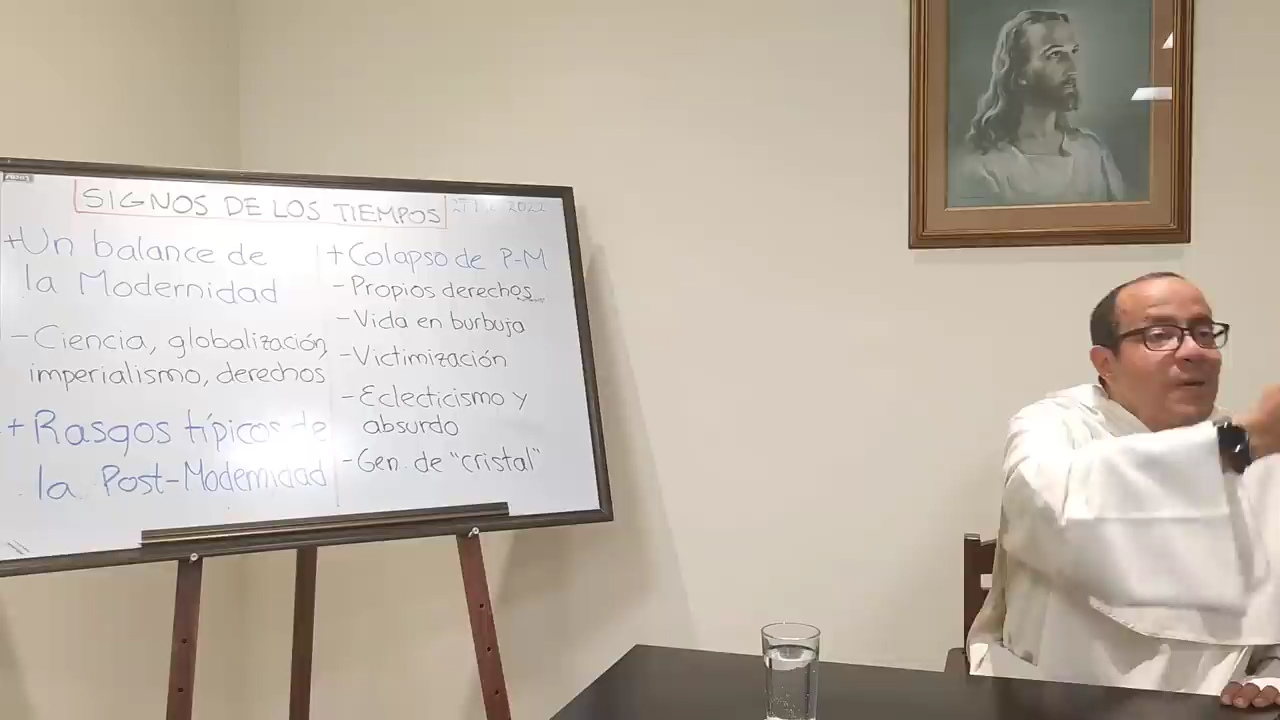 SIGNOS DE LOS TIEMPOS
2022
+Un balance de
la Modernidad
-Ciencia, globalización,
imperialismo, derechos
+Rasgos típicos de
la Post-Modernidad
+Colapso de P-M
-Propios derechos
-Vida en burbuja
-Victimización
-Eclecticismo y
absurdo
-Gen. de "cristal"